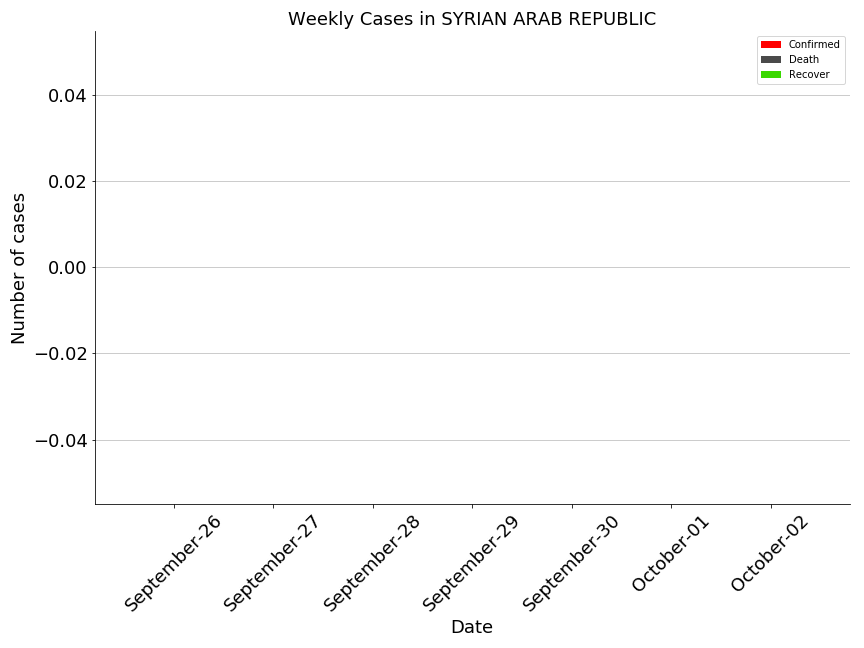 Weekly Cases in SYRIAN ARAB REPUBLIC
Confirmed
Death
Recover
Number of cases
0.04
0.02
0.00
−0.02
−0.04
September-26
September-27
September-28
September-29
September-30
October-01
October-02
Date